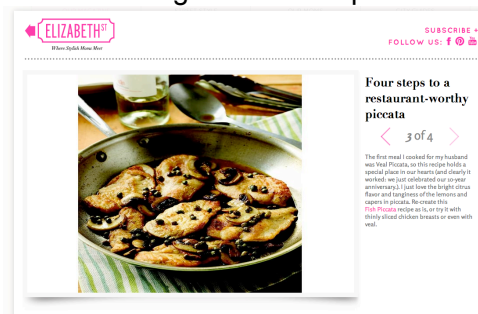 ELIZABETH ST
Where Stylish Moms Meet
SUBSCRIBE +
FOLLOW US:
Four steps to a
restaurant-worthy
piccata
3 of 4
The first meal I cooked for my husband
was Veal Piccata, so this recipe holds a
special place in our hearts (and clearly it
worked: we just celebrated our 10-year
anniversary.). I just love the bright citrus
flavor and tanginess of the lemons and
capers in piccata. Re-create this
Fish Piccata recipe as is, or try it with
thinly sliced chicken breasts or even with
veal.